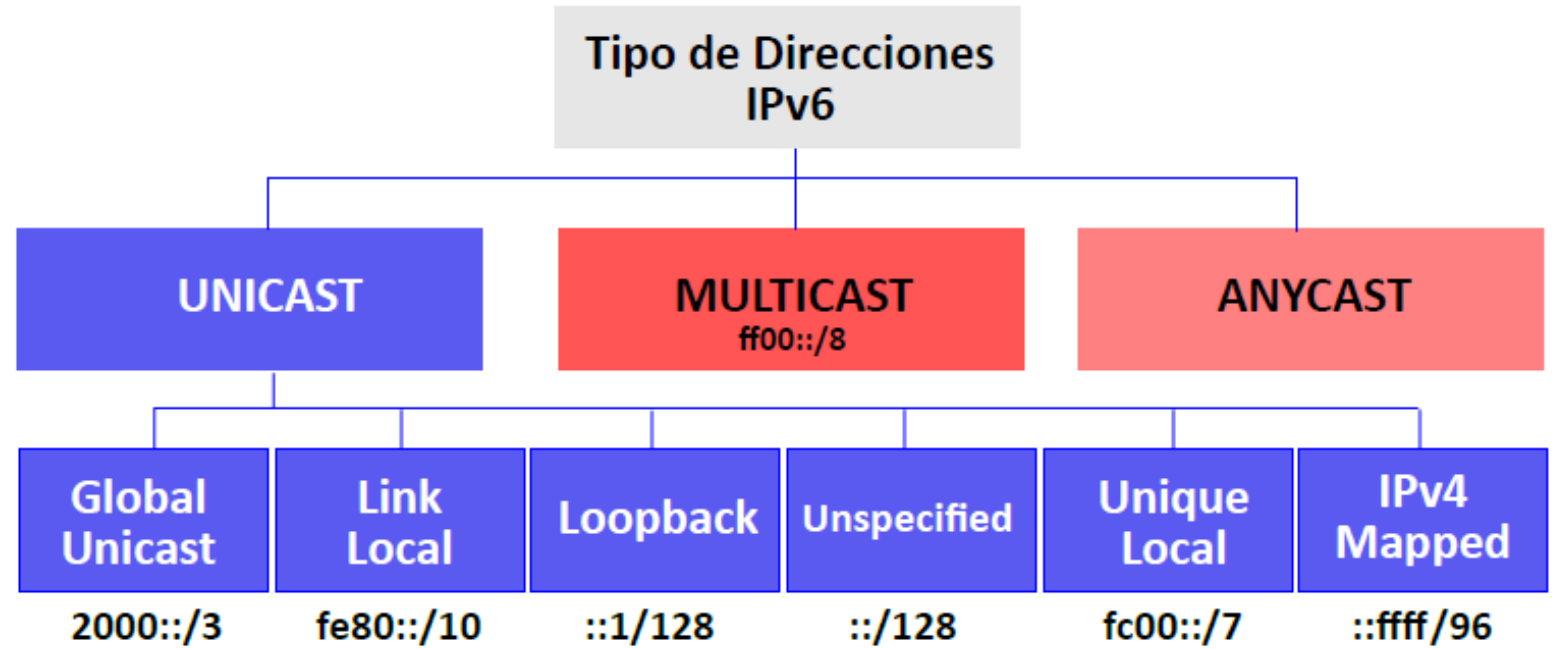 Tipo de Direcciones
IPv6
UNICAST
MULTICAST
ff00::/8
ANYCAST
Global
Unicast
Link
Local
Loopback
Unspecified
Unique
Local
IPv4
Mapped
2000::/3
fe80::/10
::1/128
::/128
fc00::/7
::ffff/96